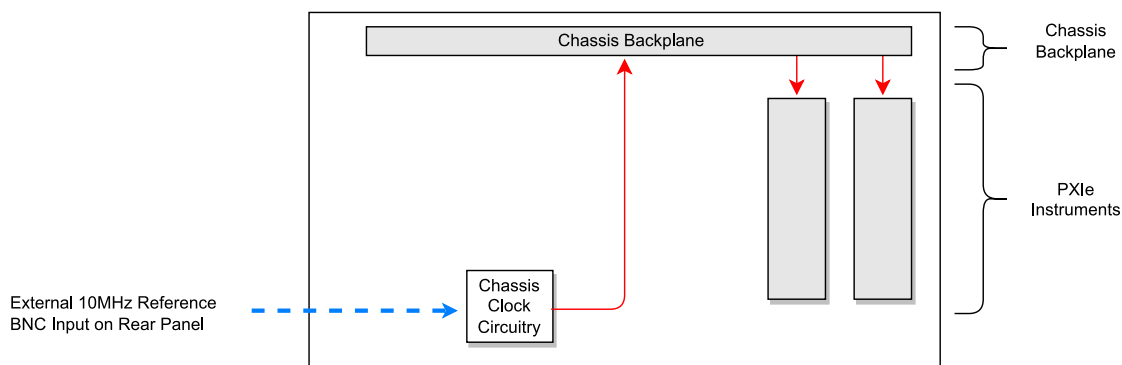 Chassis Backplane
Chassis
Backplane
PXIe
Instruments
Chassis
Clock
Circuitry
External 10MHz Reference
BNC Input on Rear Panel